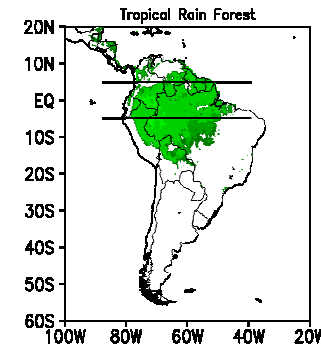 Tropical Rain Forest
20N
10N
EQ
10S
20S
30S
40S
50S
60S
100W 80W 60W 40W 20W